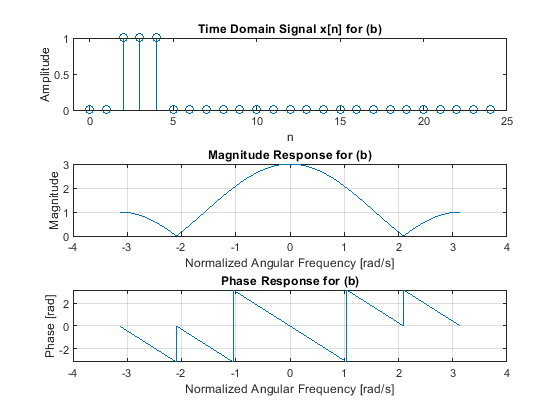 Time Domain Signal x[n] for (b)
1
0.5
0
Amplitude
0 5 10 15 20 25
n
Magnitude Response for (b)
3
2
1
0
Magnitude
-4 -3 -2 -1 0 1 2 3 4
Normalized Angular Frequency [rad/s]
Phase Response for (b)
2
0
-2
Phase [rad]
-4 -3 -2 -1 0 1 2 3 4
Normalized Angular Frequency [rad/s]